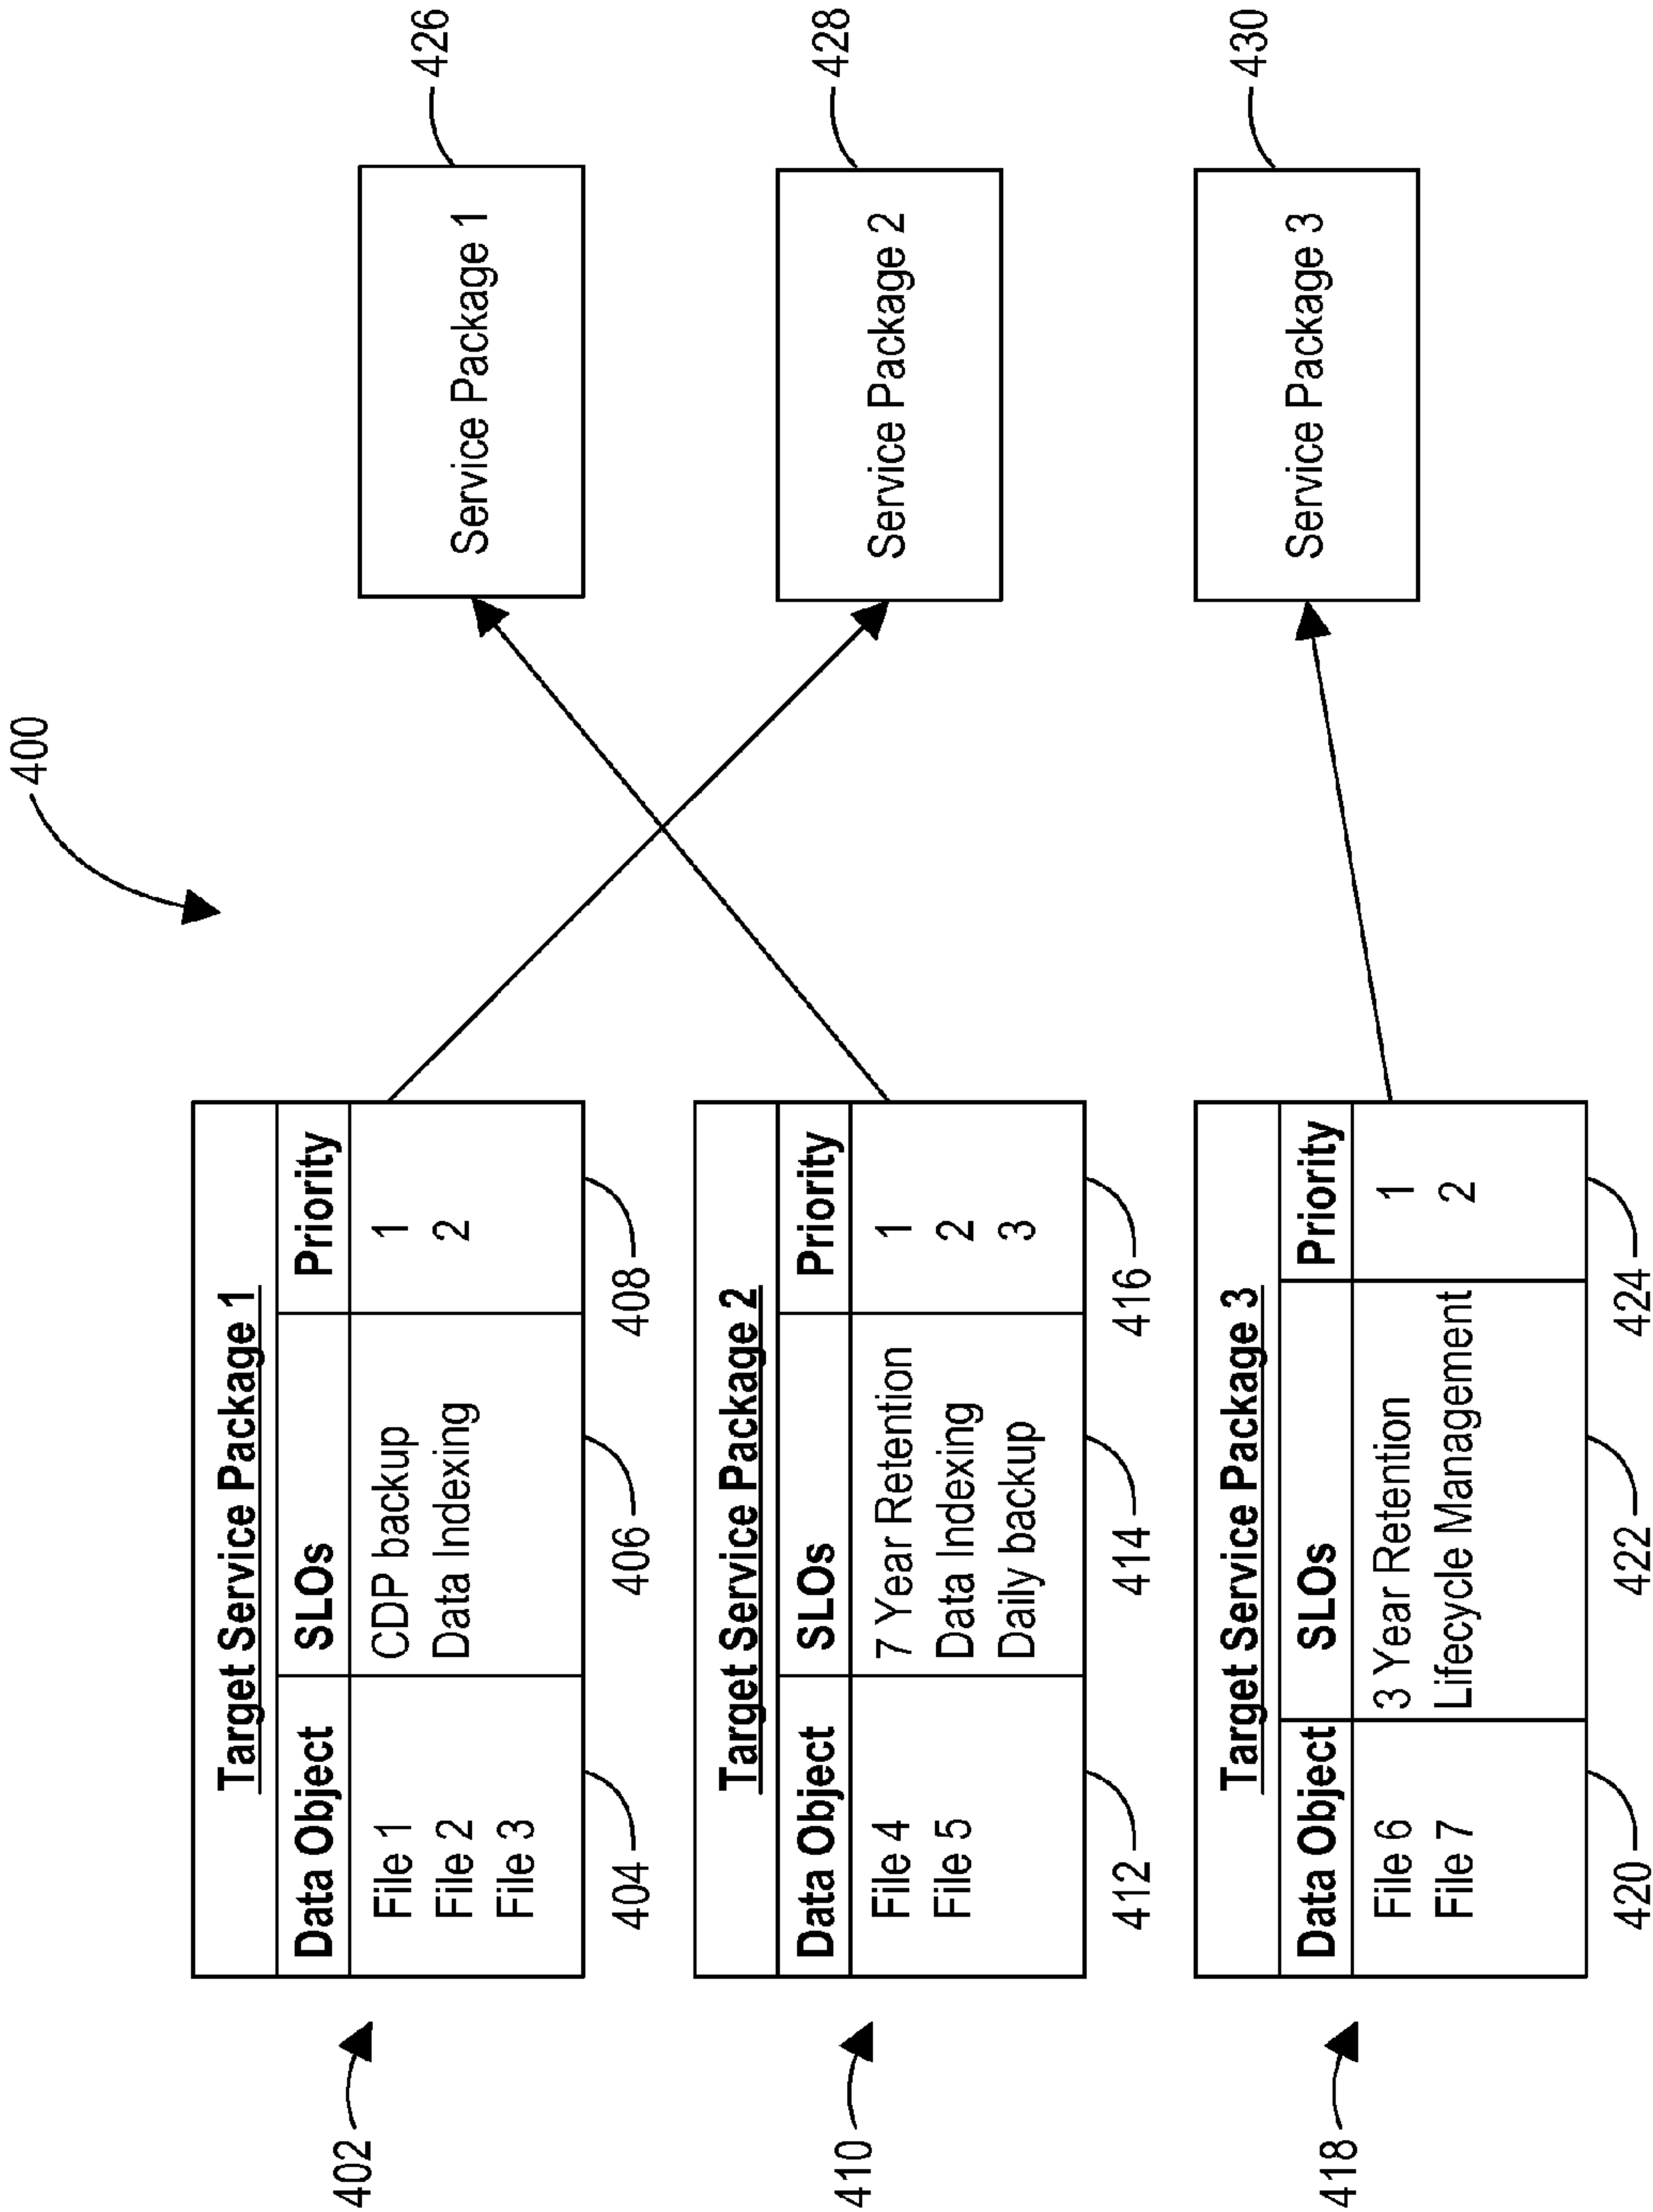 400
402
Target Service Package 1
Data Object SLOs Priority
File 1 CDP backup 1
File 2 Data Indexing 2
File 3
404 406 408
410
Target Service Package 2
Data Object SLOs Priority
File 4 7 Year Retention 1
File 5 Data Indexing 2
Daily backup 3
412 414 416
418
Target Service Package 3
Data Object SLOs Priority
File 6 3 Year Retention 1
File 7 Lifecycle Management 2
420 422 424
Service Package 1
426
Service Package 2
428
Service Package 3
430